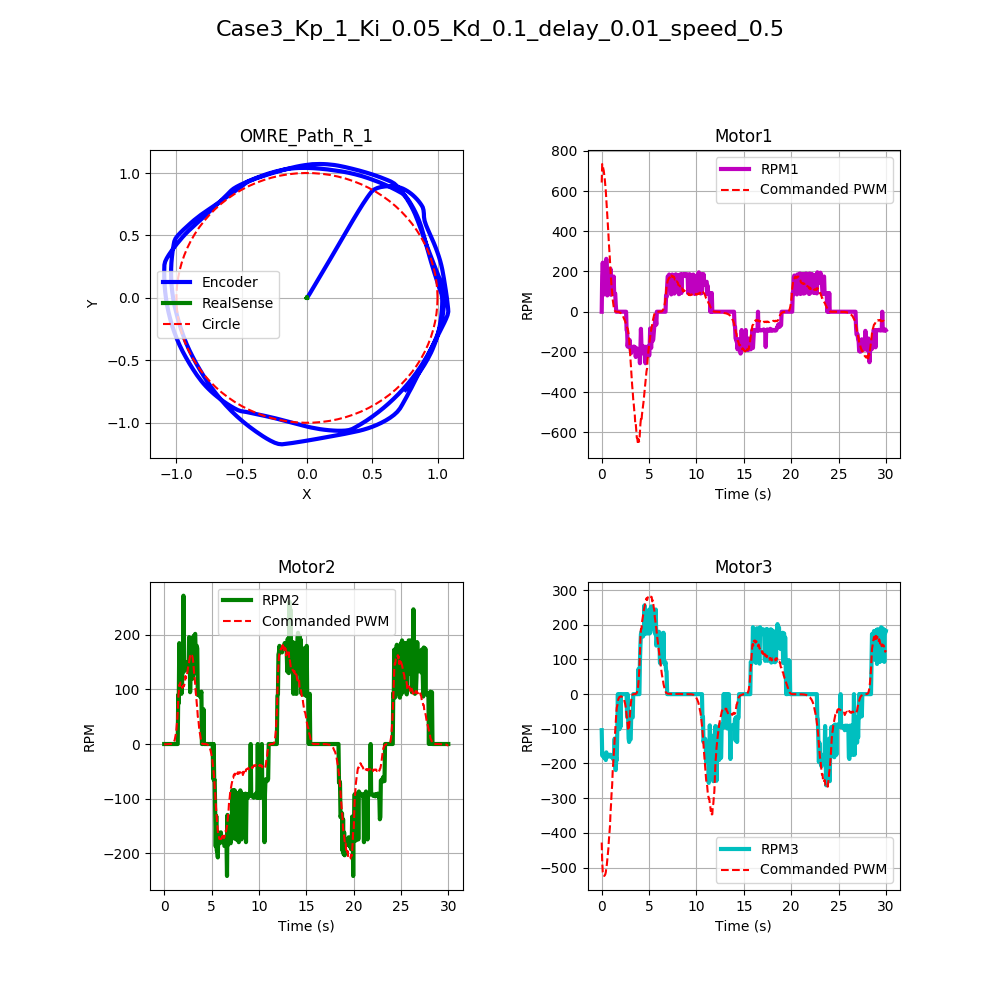 Case3_Kp_1_Ki_0.05_Kd_0.1_delay_0.01_speed_0.5
OMRE_Path_R_1
1.0
0.5
0.0
−0.5
−1.0
Y
Encoder
RealSense
Circle
−1.0 −0.5 0.0 0.5 1.0
X
Motor1
800
600
400
200
0
−200
−400
−600
RPM
RPM1
Commanded PWM
0 5 10 15 20 25 30
Time (s)
Motor2
200
100
0
−100
−200
RPM
RPM2
Commanded PWM
0 5 10 15 20 25 30
Time (s)
Motor3
300
200
100
0
−100
−200
−300
−400
−500
RPM
RPM3
Commanded PWM
0 5 10 15 20 25 30
Time (s)